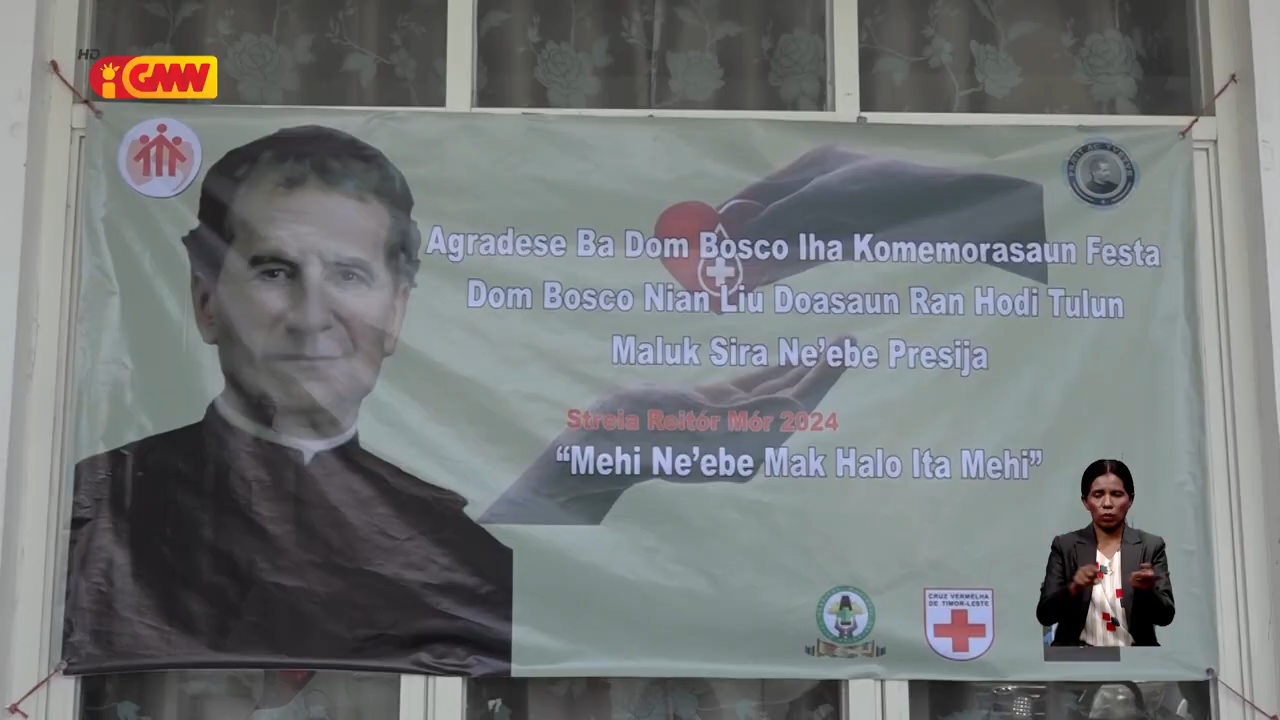 HD
GMN
Agradese Ba Dom Bosco Iha Komemorasaun Festa
Dom Bosco Nian Liu Doasaun Ran Hodi Tulun
Maluk Sira Ne'ebe Presija
Streia Reitór Mór 2024
“Mehi Ne'ebe Mak Halo Ita Mehi”
CRUZ VERMELHA
DE TIMOR-LESTE